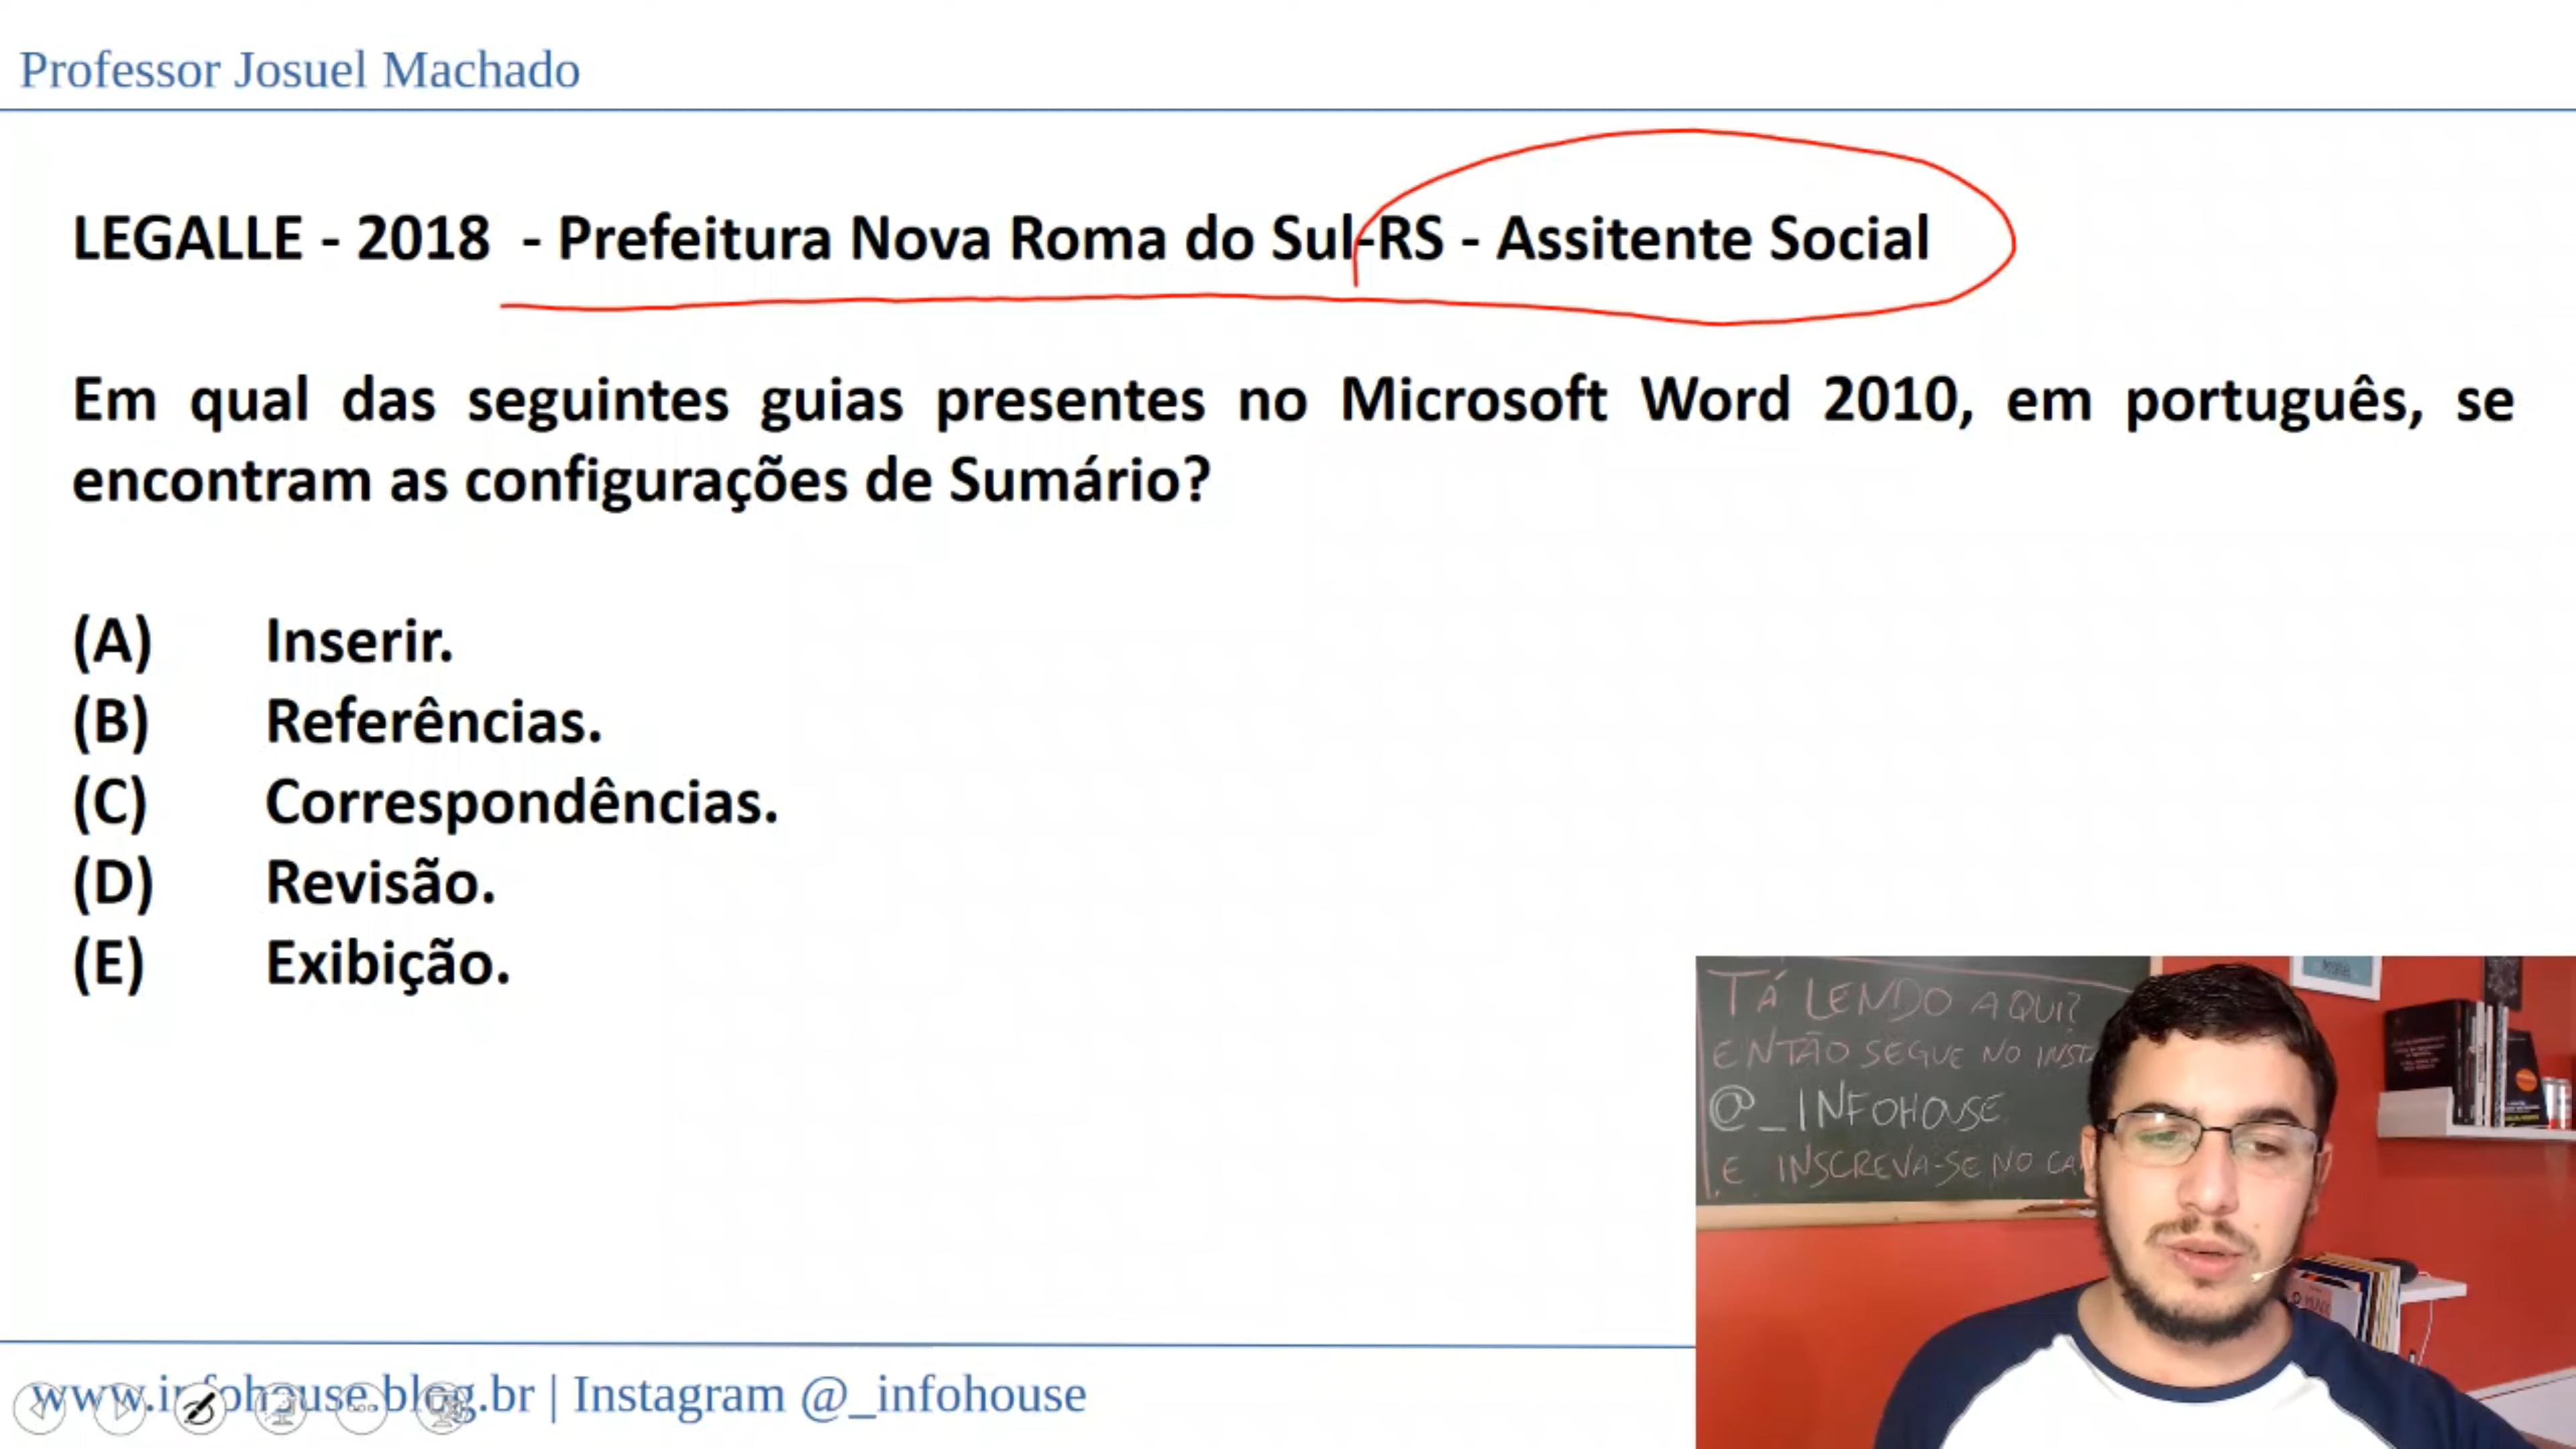 Professor Josuel Machado
LEGALLE - 2018 - Prefeitura Nova Roma do Sul-RS - Assitente Social
Em qual das seguintes guias presentes no Microsoft Word 2010, em português, se
encontram as configurações de Sumário?
(A) Inserir.
(B) Referências.
(C) Correspondências.
(D) Revisão.
(E) Exibição.
TÁ LENDO AQUI?
ENTÃO SEGUE NO INSTA
@_INFOHOUSE
E INSCREVA-SE NO CA
www.infohouse.blog.br | Instagram @_infohouse